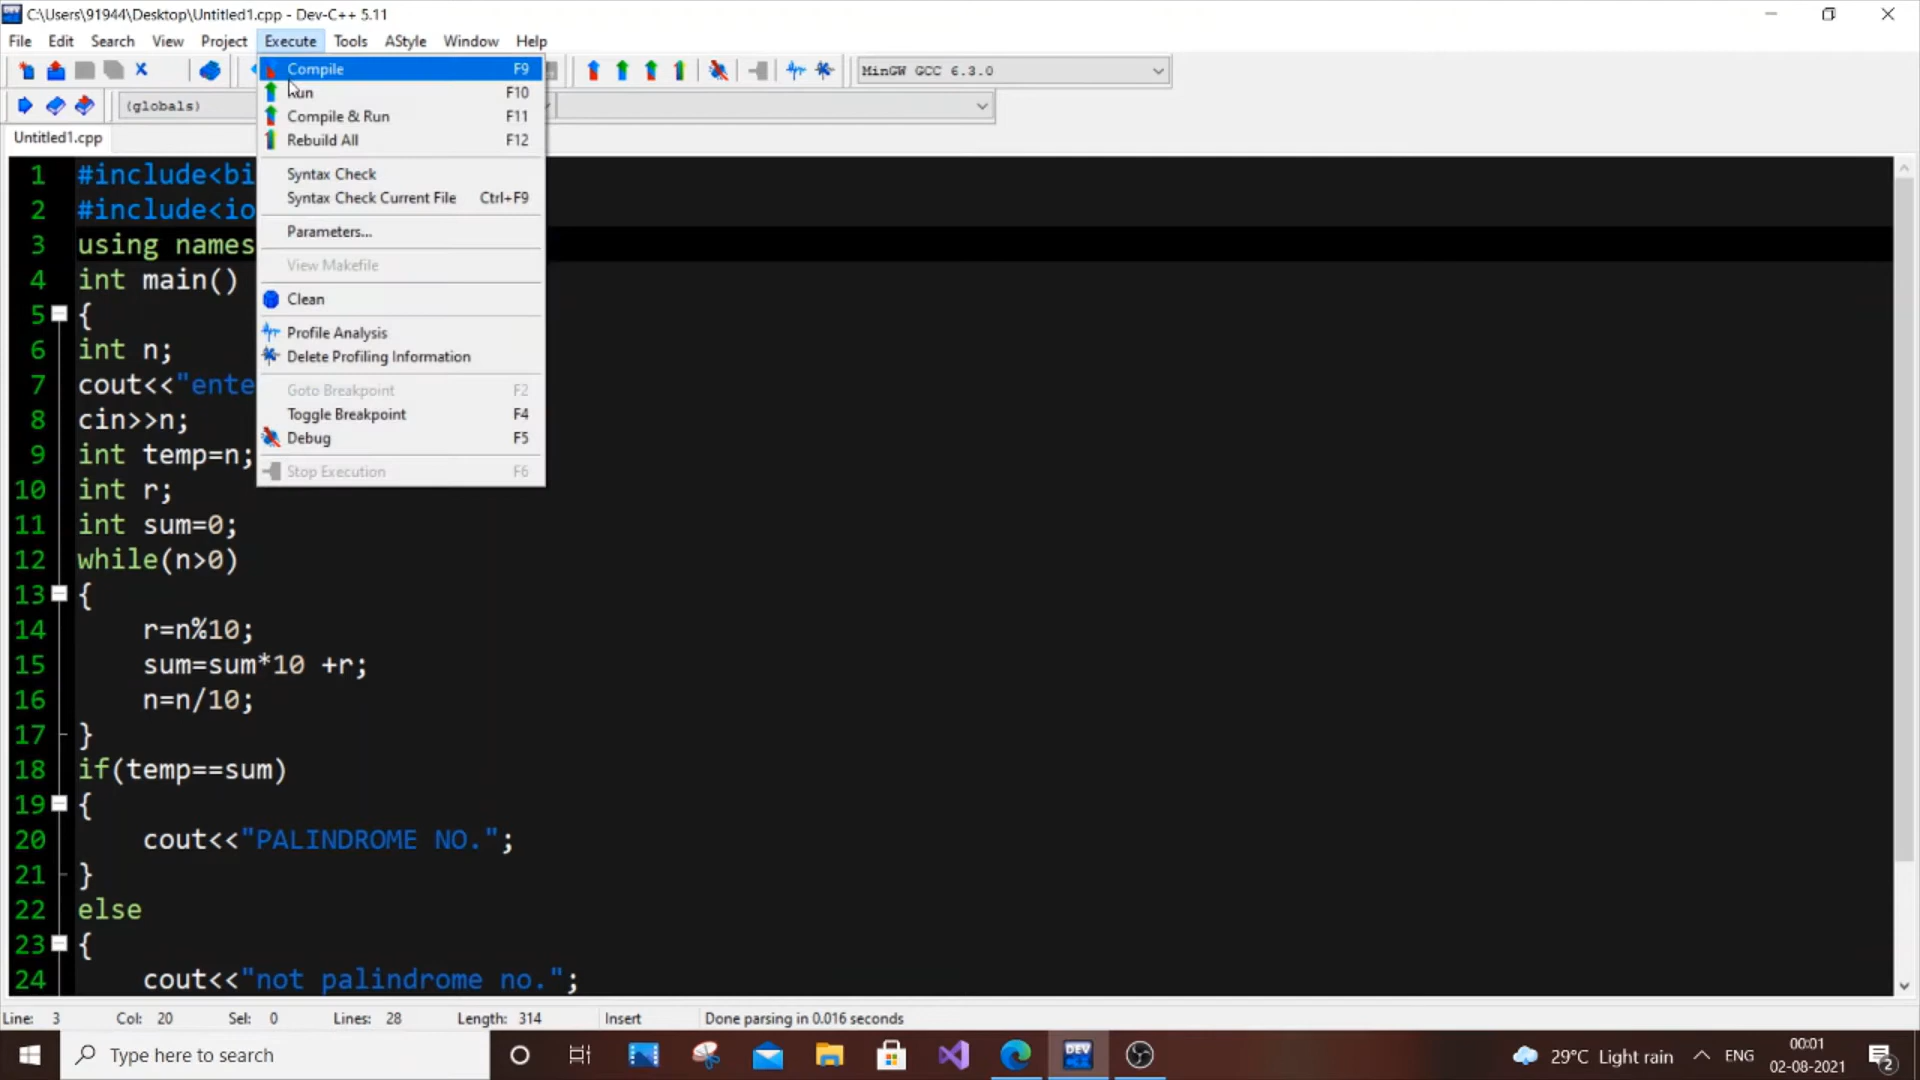 C:\Users\91944\Desktop\Untitled1.cpp - Dev-C++ 5.11
File Edit Search View Project Execute Tools AStyle Window Help
MinGW GCC 6.3.0
(globals)
Untitled1.cpp
Compile F9
Run F10
Compile & Run F11
Rebuild All F12
Syntax Check
Syntax Check Current File Ctrl+F9
Parameters...
View Makefile
Clean
Profile Analysis
Delete Profiling Information
Goto Breakpoint F2
Toggle Breakpoint F4
Debug F5
Stop Execution F6
1 #include<bi
2 #include<io
3 using names
4 int main()
5 {
6 int n;
7 cout<<"ente
8 cin>>n;
9 int temp=n;
10 int r;
11 int sum=0;
12 while(n>0)
13 {
14 r=n%10;
15 sum=sum*10 +r;
16 n=n/10;
17 }
18 if(temp==sum)
19 {
20 cout<<"PALINDROME NO.";
21 }
22 else
23 {
24 cout<<"not palindrome no.";
Line: 3 Col: 20 Sel: 0 Lines: 28 Length: 314 Insert Done parsing in 0.016 seconds
Type here to search
DEV
29°C Light rain
ENG
00:01
02-08-2021
2